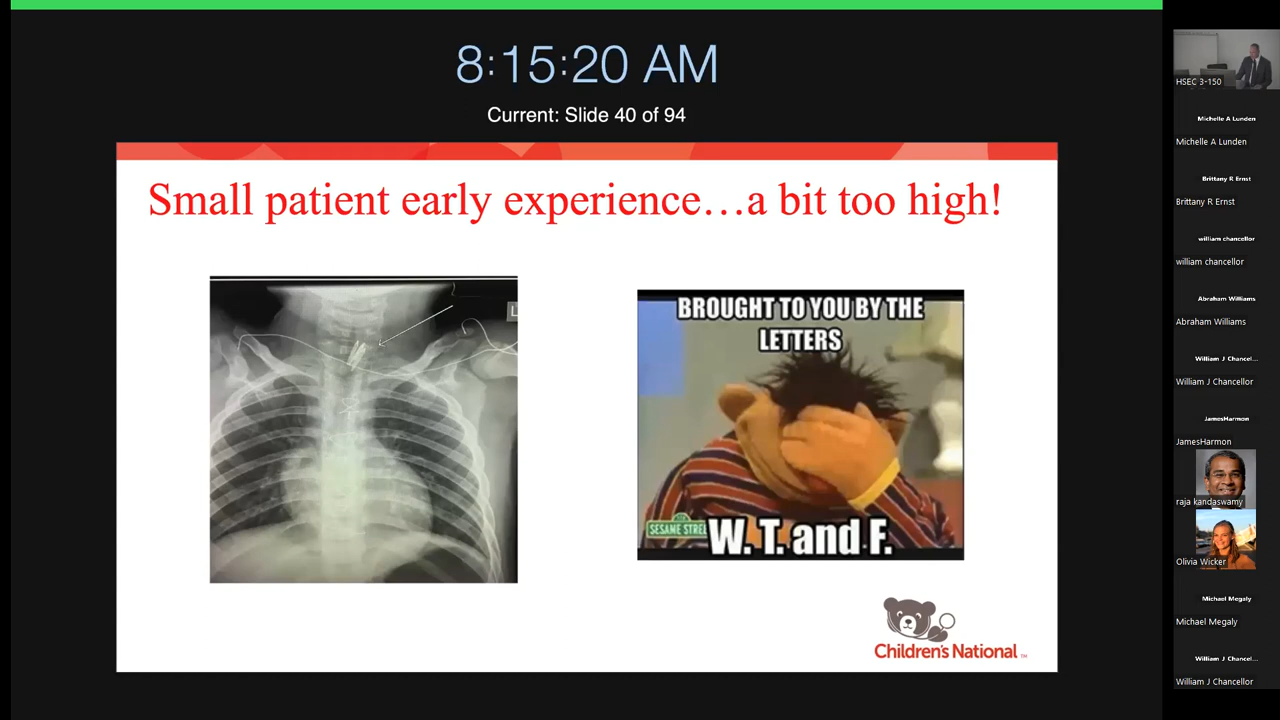 8:15:20 AM
Current: Slide 40 of 94
Small patient early experience…a bit too high!
BROUGHT TO YOU BY THE
LETTERS
SESAME STREE
W. T. and F.
Children's National
HSEC 3-150
Michelle A Lunden
Michelle A Lunden
Brittany R Ernst
Brittany R Ernst
william chancellor
william chancellor
Abraham Williams
Abraham Williams
William J Chancel...
William J Chancellor
JamesHarmon
JamesHarmon
raja kandaswamy
Olivia Wicker
Michael Megaly
Michael Megaly
William J Chancel...
William J Chancellor